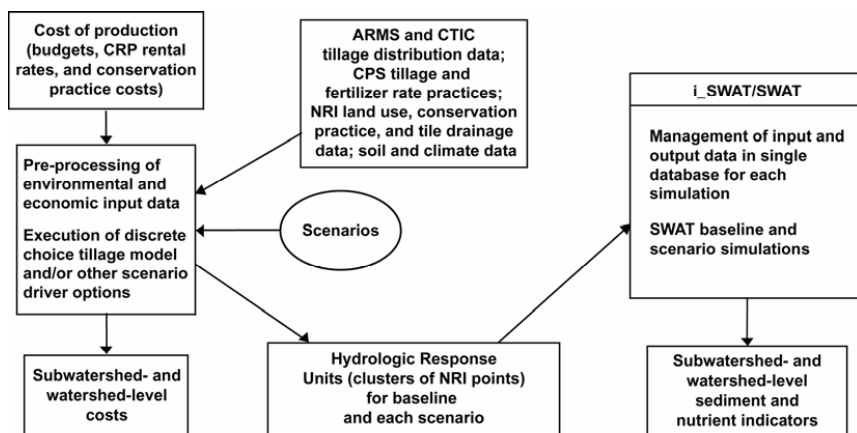 Cost of production
(budgets, CRP rental
rates, and conservation
practice costs)
ARMS and CTIC
tillage distribution data;
CPS tillage and
fertilizer rate practices;
NRI land use, conservation
practice, and tile drainage
data; soil and climate data
i_SWAT/SWAT
Management of input and
output data in single
database for each
simulation
SWAT baseline and
scenario simulations
Pre-processing of
environmental and
economic input data
Execution of discrete
choice tillage model
and/or other scenario
driver options
Scenarios
Subwatershed- and
watershed-level
costs
Hydrologic Response
Units (clusters of NRI points)
for baseline
and each scenario
Subwatershed- and
watershed-level
sediment and
nutrient indicators